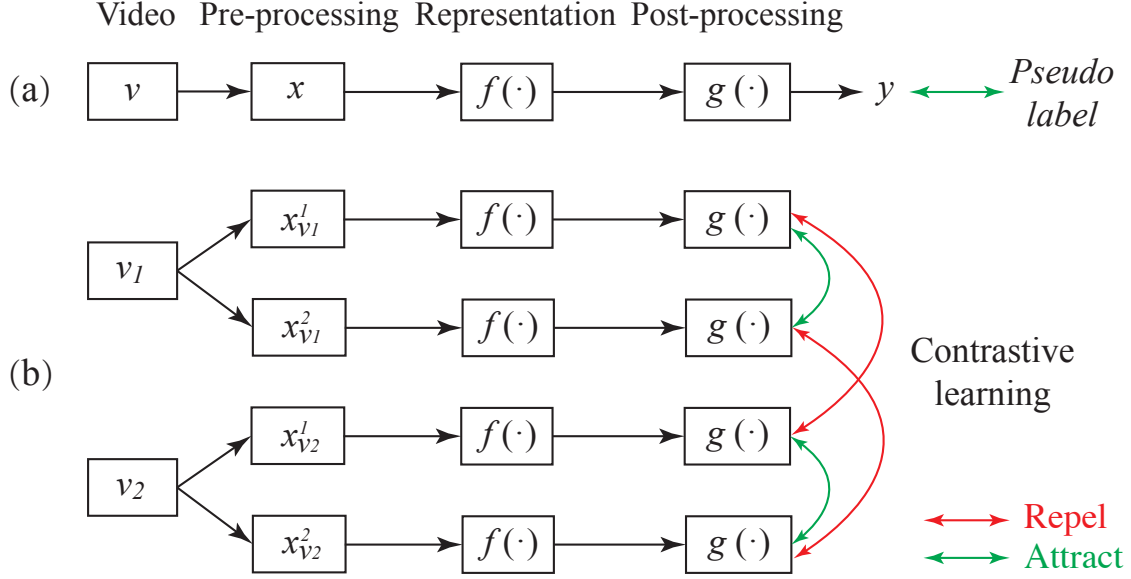 Video Pre-processing Representation Post-processing
(a) v x f(·) g(·) y Pseudo label
x¹ᵥ₁ f(·) g(·)
v₁
x²ᵥ₁ f(·) g(·)
Contrastive
(b)
learning
x¹ᵥ₂ f(·) g(·)
v₂
x²ᵥ₂ f(·) g(·)
Repel
Attract